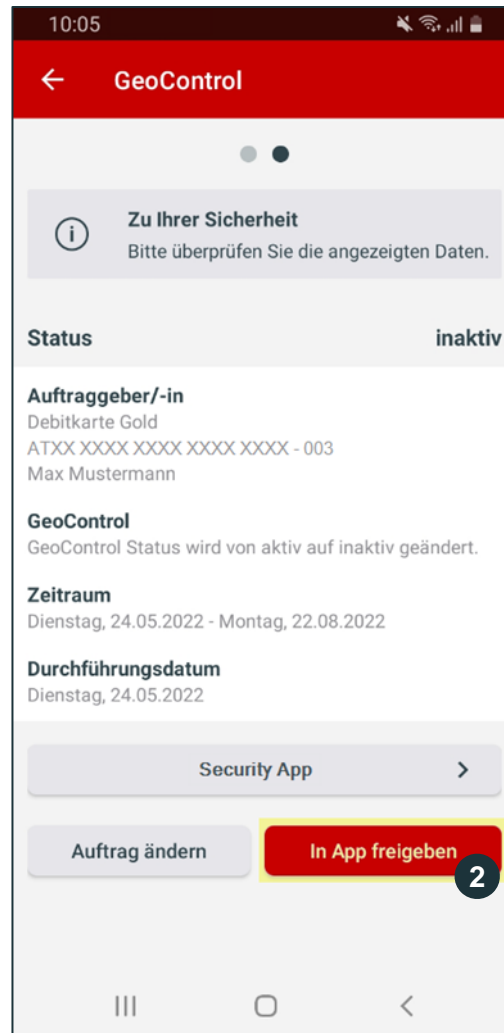 10:05
GeoControl
Zu Ihrer Sicherheit
Bitte überprüfen Sie die angezeigten Daten.
Status inaktiv
Auftraggeber/-in
Debitkarte Gold
ATXX XXXX XXXX XXXX XXXX - 003
Max Mustermann
GeoControl
GeoControl Status wird von aktiv auf inaktiv geändert.
Zeitraum
Dienstag, 24.05.2022 - Montag, 22.08.2022
Durchführungsdatum
Dienstag, 24.05.2022
Security App
Auftrag ändern In App freigeben
2